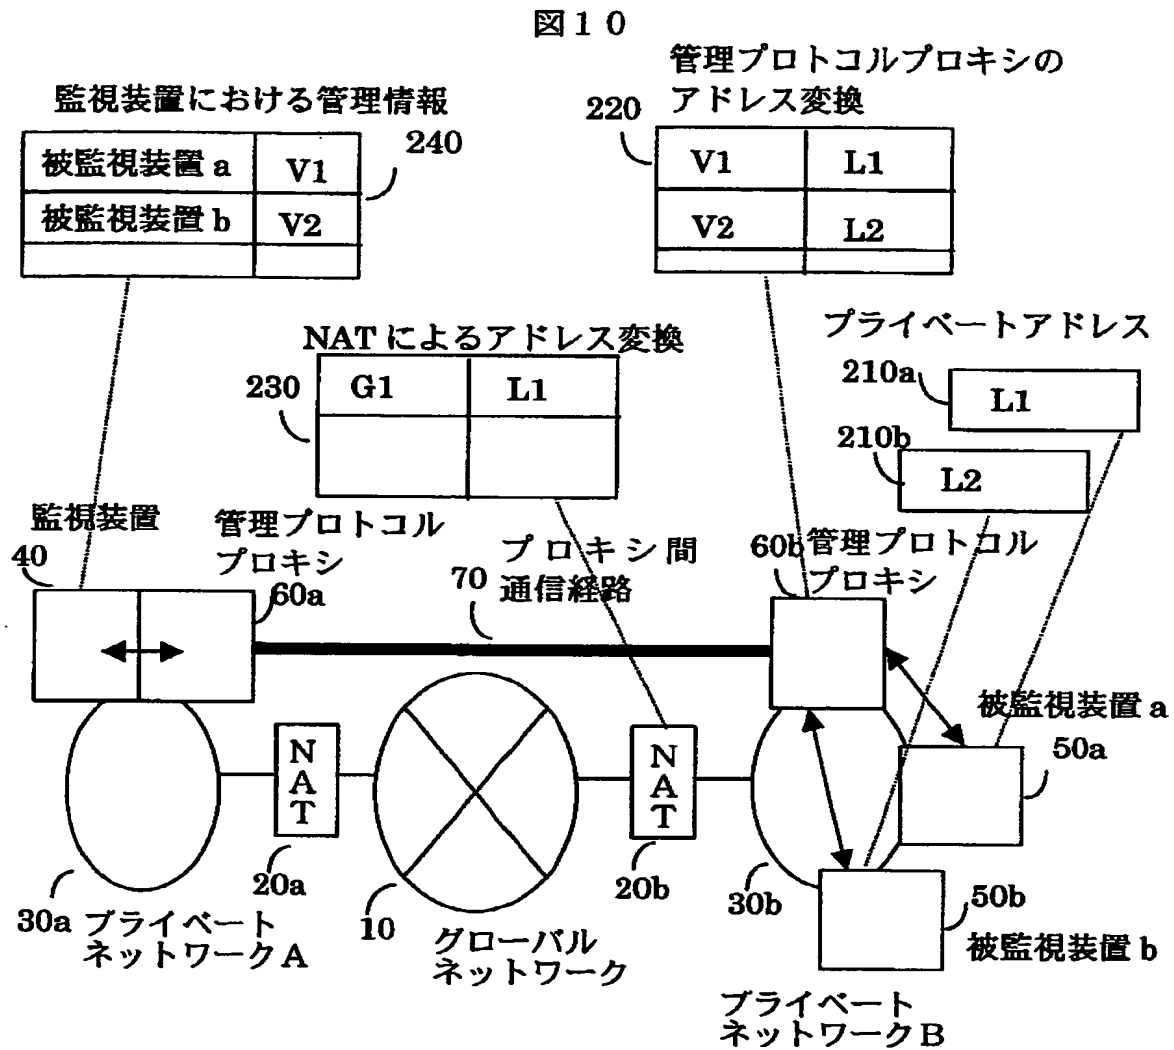 図１０
管理プロトコルプロキシの
アドレス変換
監視装置における管理情報
220
240
被監視装置 a
V1
被監視装置 b
V2
V1
L1
V2
L2
プライベートアドレス
NAT によるアドレス変換
210a
L1
230
G1
L1
210b
L2
監視装置
40
管理プロトコル
プロキシ
60a
プロキシ間
通信経路
70
60b
管理プロトコル
プロキシ
被監視装置 a
50a
NAT
NAT
20a
20b
30a
プライベート
ネットワークA
10
グローバル
ネットワーク
30b
50b
被監視装置 b
プライベート
ネットワークB